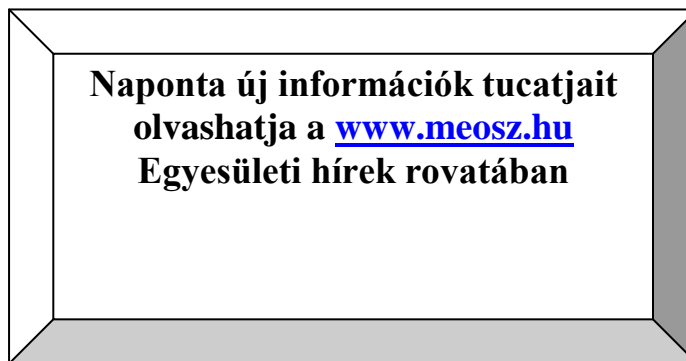 Naponta új információk tucatjait
olvashatja a www.meosz.hu
Egyesületi hírek rovatában